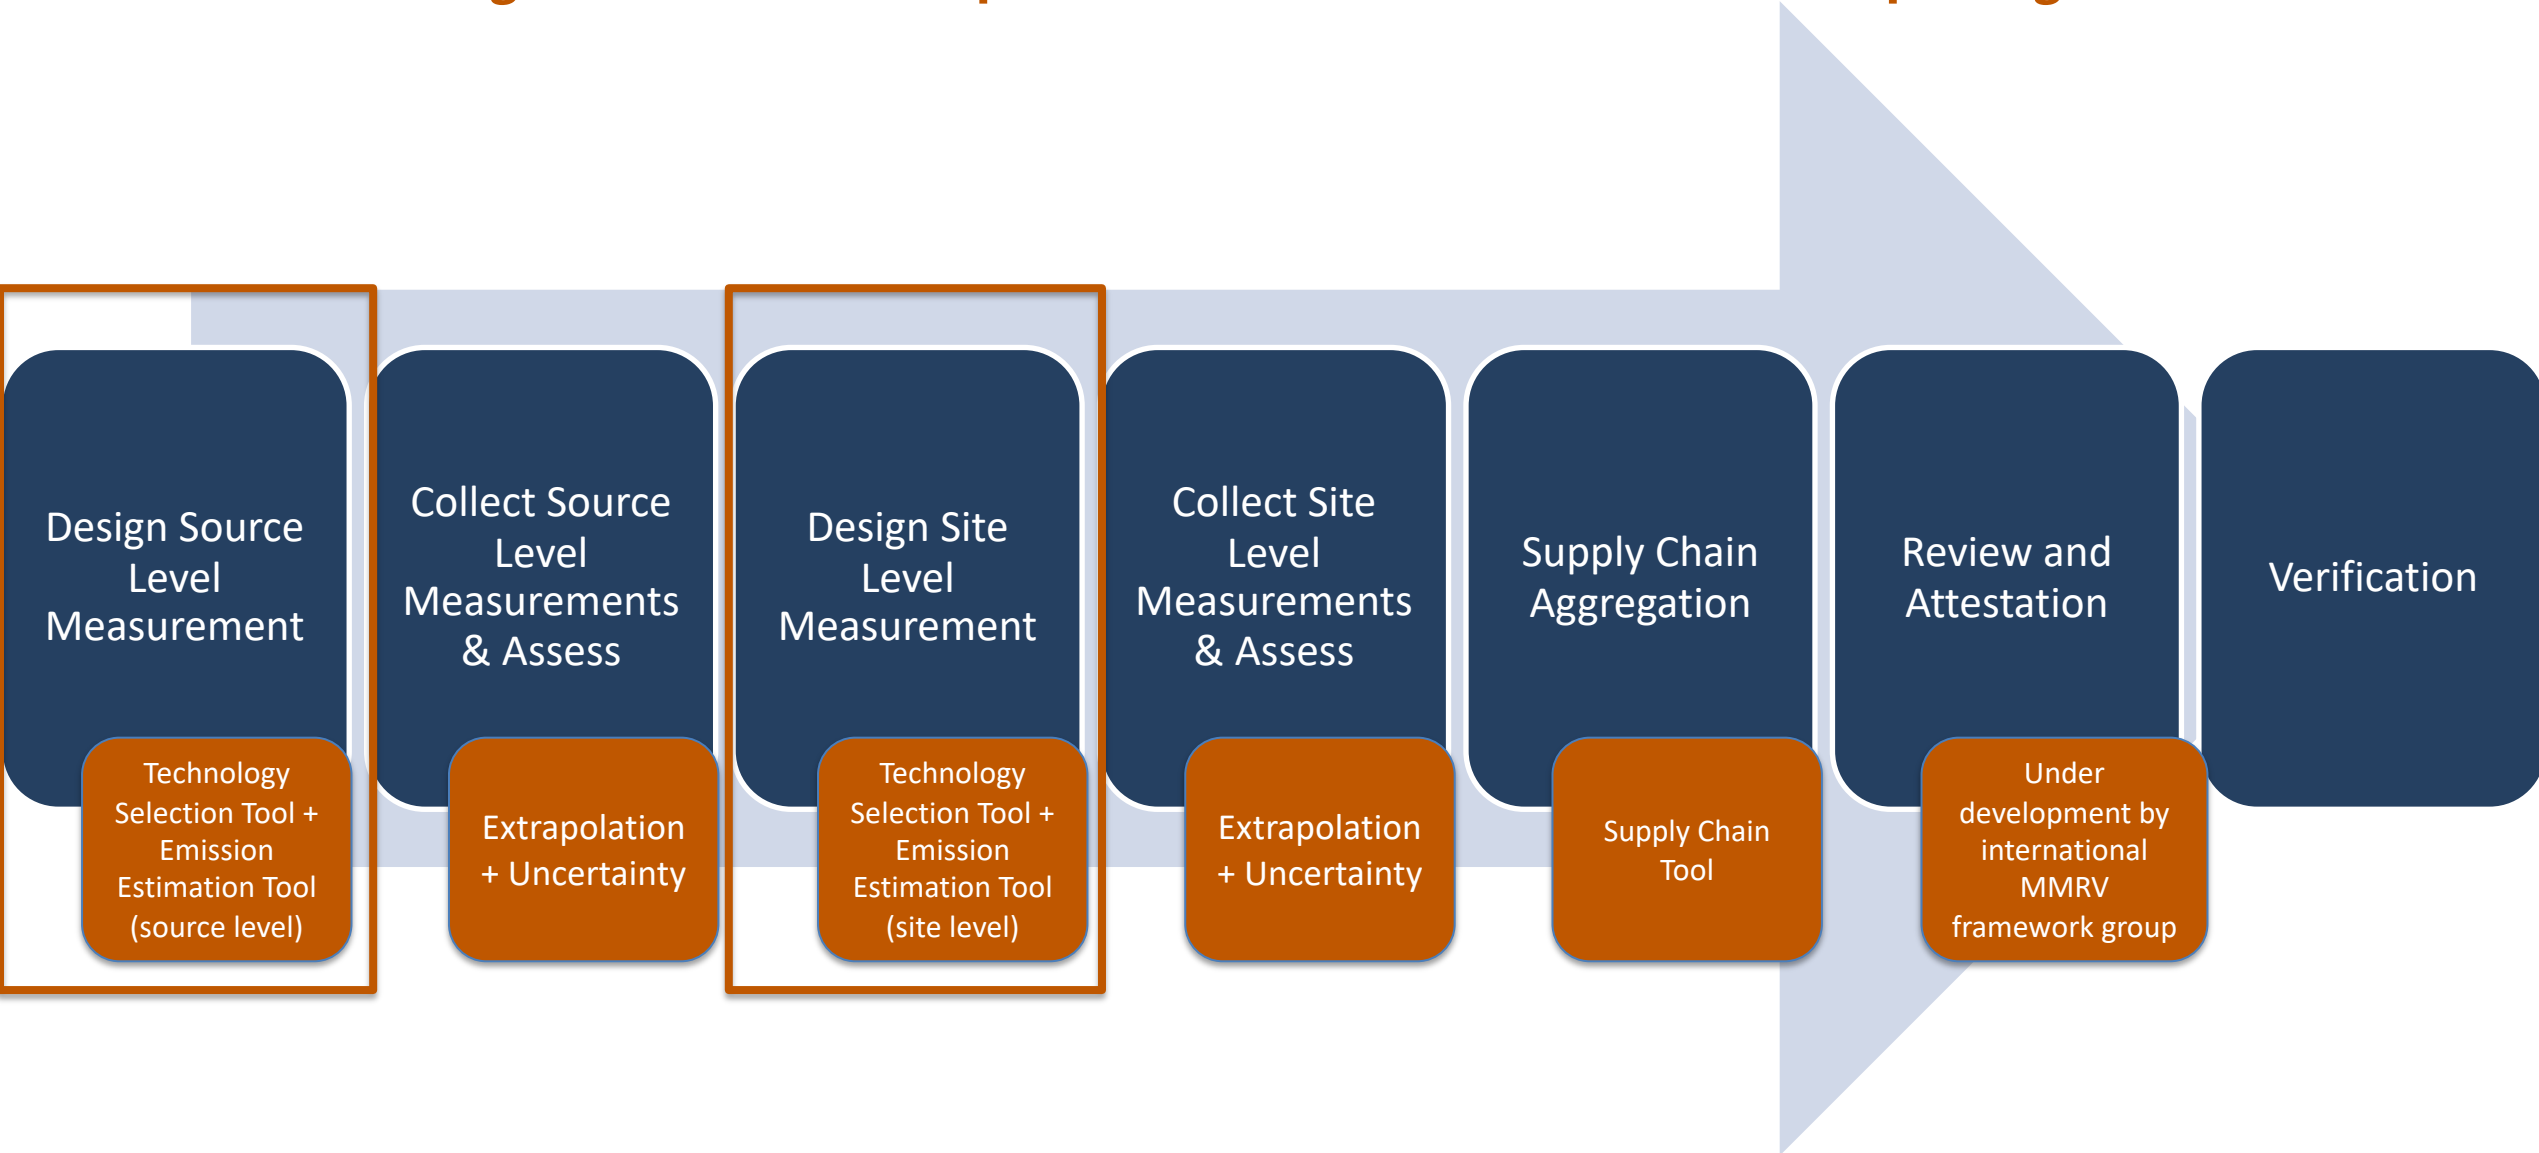 Design Source
Level
Measurement
Technology
Selection Tool +
Emission
Estimation Tool
(source level)
Collect Source
Level
Measurements
& Assess
Extrapolation
+ Uncertainty
Design Site
Level
Measurement
Technology
Selection Tool +
Emission
Estimation Tool
(site level)
Collect Site
Level
Measurements
& Assess
Extrapolation
+ Uncertainty
Supply Chain
Aggregation
Supply Chain
Tool
Review and
Attestation
Under
development by
international
MMRV
framework group
Verification